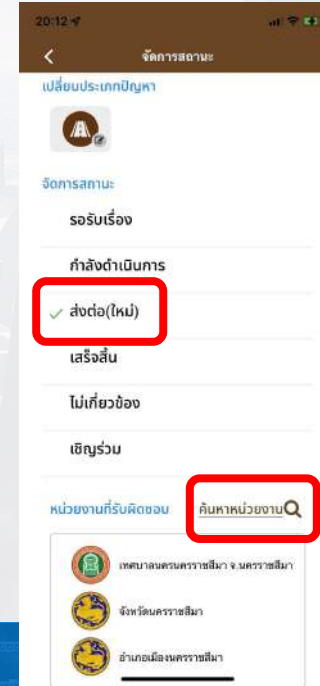 20:12
จัดการสถานะ
เปลี่ยนประเภทปัญหา
จัดการสถานะ
รอรับเรื่อง
กำลังดำเนินการ
ส่งต่อ(ใหม่)
เสร็จสิ้น
ไม่เกี่ยวข้อง
เชิญร่วม
หน่วยงานที่รับผิดชอบ ค้นหาหน่วยงาน
เทศบาลนครนครราชสีมา จ.นครราชสีมา
จังหวัดนครราชสีมา
อำเภอเมืองนครราชสีมา